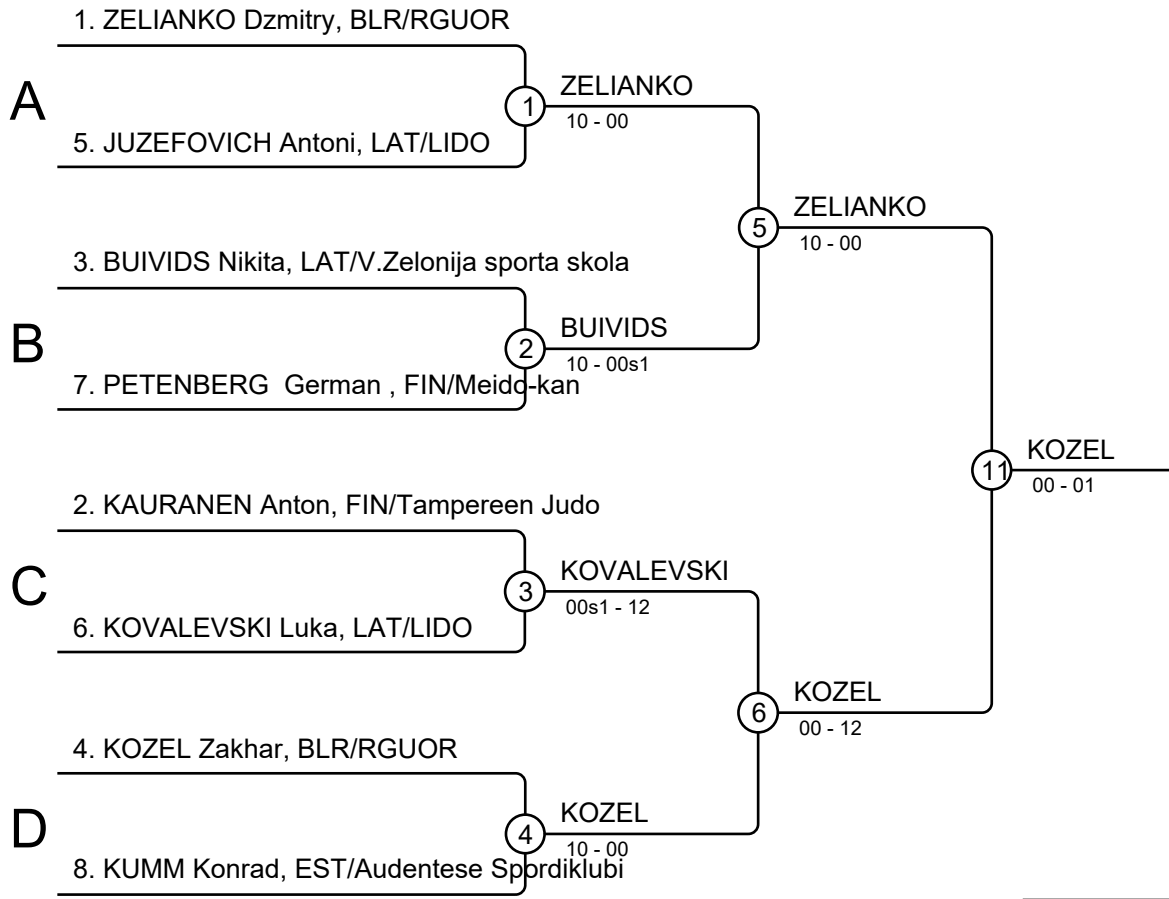 1. ZELIANKO Dzmitry, BLR/RGUOR
A
1
ZELIANKO
10 - 00
5. JUZEFOVICH Antoni, LAT/LIDO
5
ZELIANKO
10 - 00
3. BUIVIDS Nikita, LAT/V.Zelonija sporta skola
B
2
BUIVIDS
10 - 00s1
7. PETENBERG  German , FIN/Meido-kan
11
KOZEL
00 - 01
2. KAURANEN Anton, FIN/Tampereen Judo
C
3
KOVALEVSKI
00s1 - 12
6. KOVALEVSKI Luka, LAT/LIDO
6
KOZEL
00 - 12
4. KOZEL Zakhar, BLR/RGUOR
D
4
KOZEL
10 - 00
8. KUMM Konrad, EST/Audentese Spordiklubi